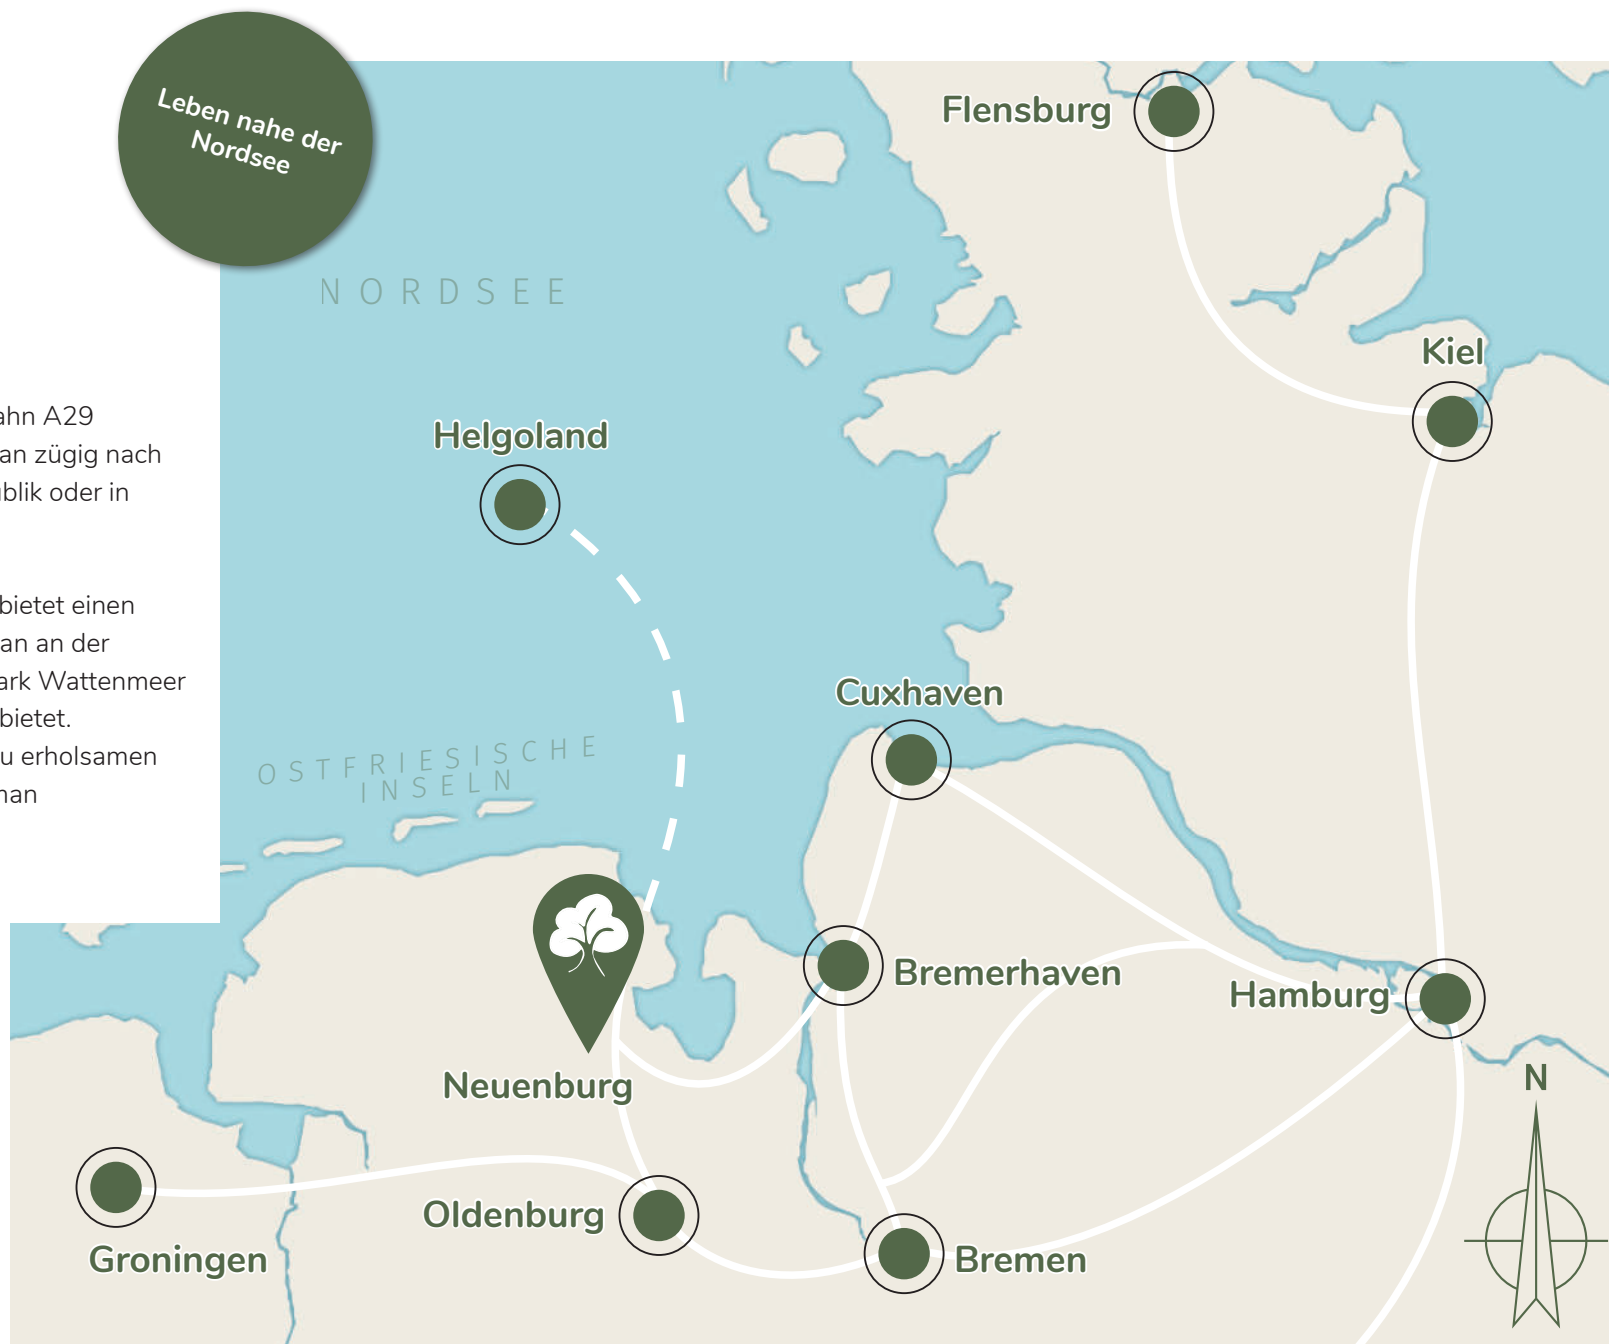 Leben nahe der
Nordsee
ahn A29
an zügig nach
blik oder in
bietet einen
an an der
ark Wattenmeer
bietet.
u erholsamen
nan
NORDSEE
OSTFRIESISCHE
INSELN
Flensburg
Kiel
Helgoland
Cuxhaven
Bremerhaven
Hamburg
Neuenburg
N
Oldenburg
Groningen
Bremen